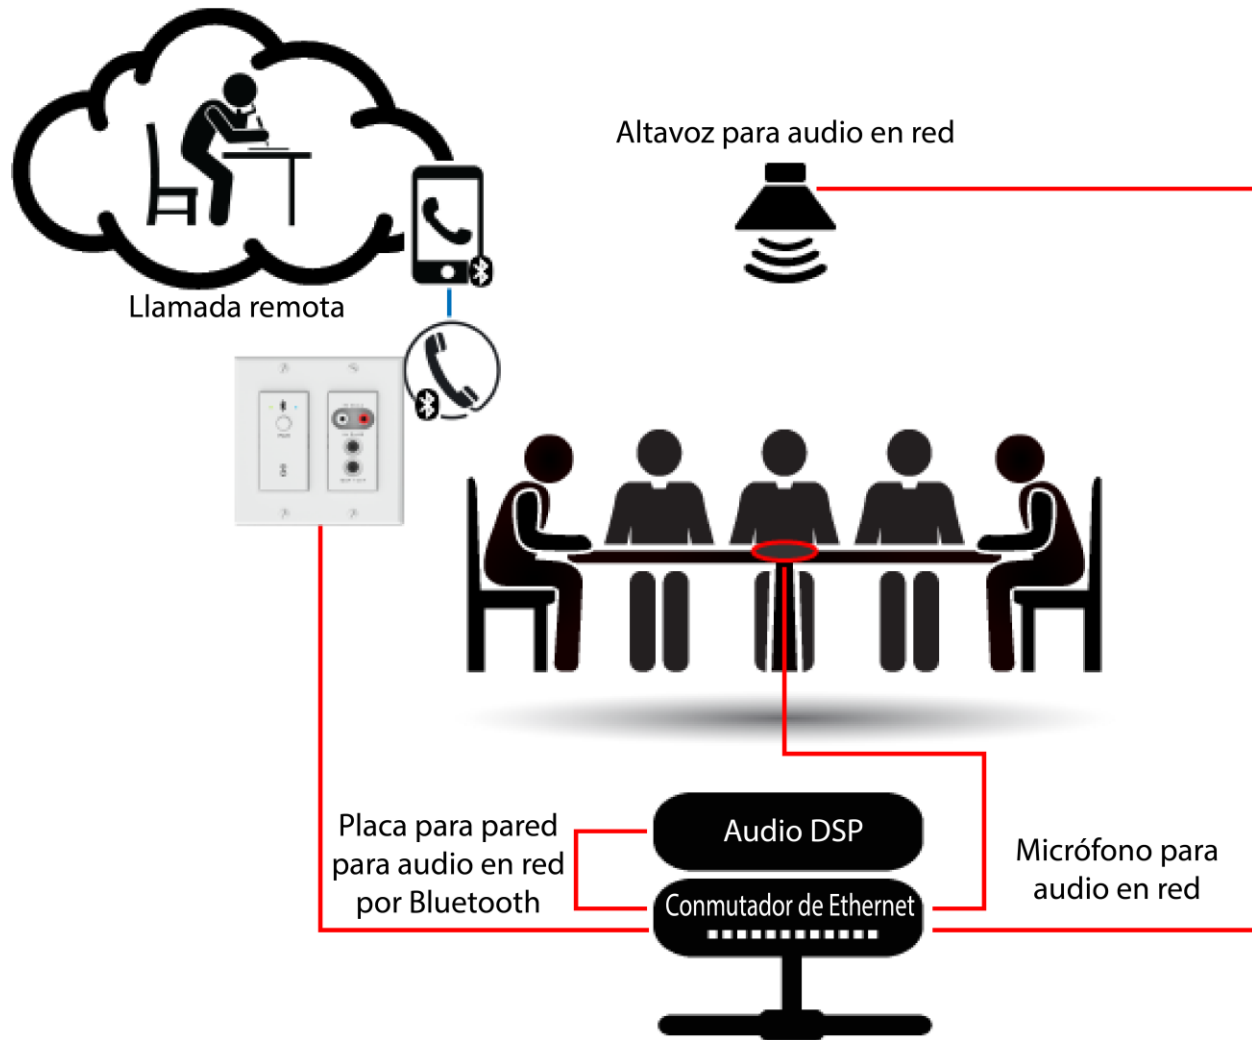 Altavoz para audio en red
Llamada remota
Placa para pared
para audio en red
por Bluetooth
Audio DSP
Conmutador de Ethernet
Micrófono para
audio en red